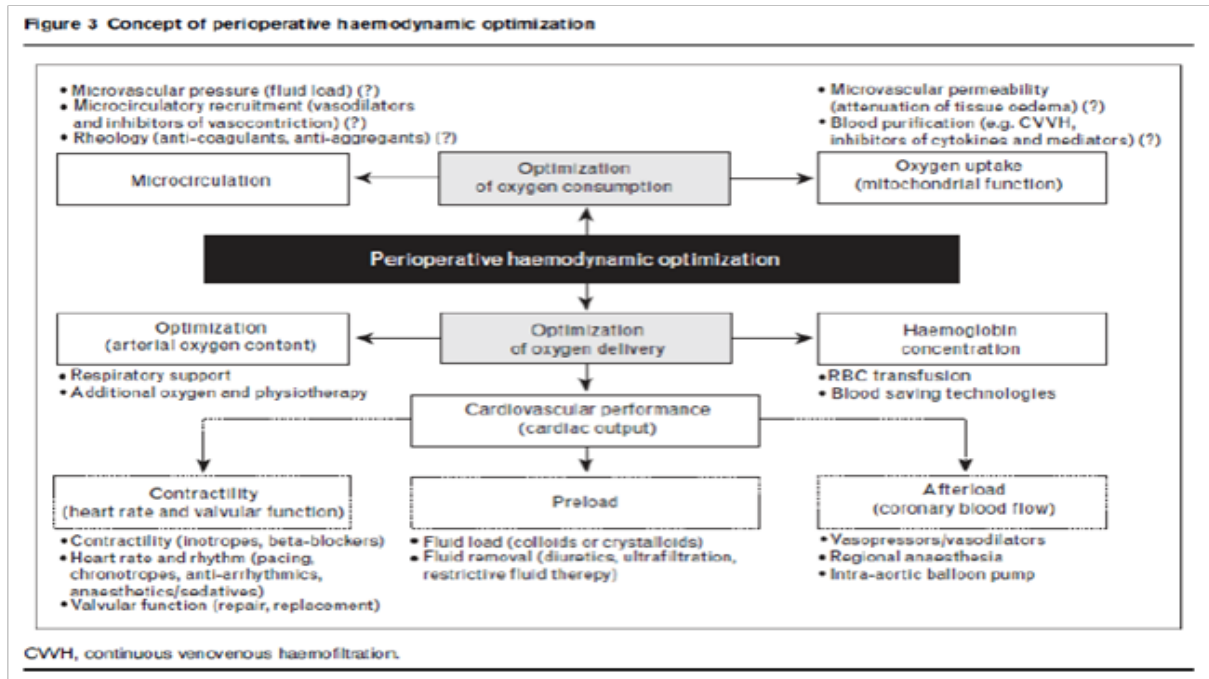 Figure 3 Concept of perioperative haemodynamic optimization
• Microvascular pressure (fluid load) (?)
• Microcirculatory recruitment (vasodilators
and inhibitors of vasocontriction) (?)
• Rheology (anti-coagulants, anti-aggregants) (?)
• Microvascular permeability
(attenuation of tissue oedema) (?)
• Blood purification (e.g. CVVH,
inhibitors of cytokines and mediators) (?)
Microcirculation
Optimization
of oxygen consumption
Oxygen uptake
(mitochondrial function)
Perioperative haemodynamic optimization
Optimization
(arterial oxygen content)
Optimization
of oxygen delivery
Haemoglobin
concentration
• Respiratory support
• Additional oxygen and physiotherapy
• RBC transfusion
• Blood saving technologies
Cardiovascular performance
(cardiac output)
Contractility
(heart rate and valvular function)
Preload
Afterload
(coronary blood flow)
• Contractility (inotropes, beta-blockers)
• Heart rate and rhythm (pacing,
chronotropes, anti-arrhythmics,
anaesthetics/sedatives)
• Valvular function (repair, replacement)
• Fluid load (colloids or crystalloids)
• Fluid removal (diuretics, ultrafiltration,
restrictive fluid therepy)
• Vasopressors/vasodilators
• Regional anaesthesia
• Intra-aortic balloon pump
CVVH, continuous venovenous haemofiltration.